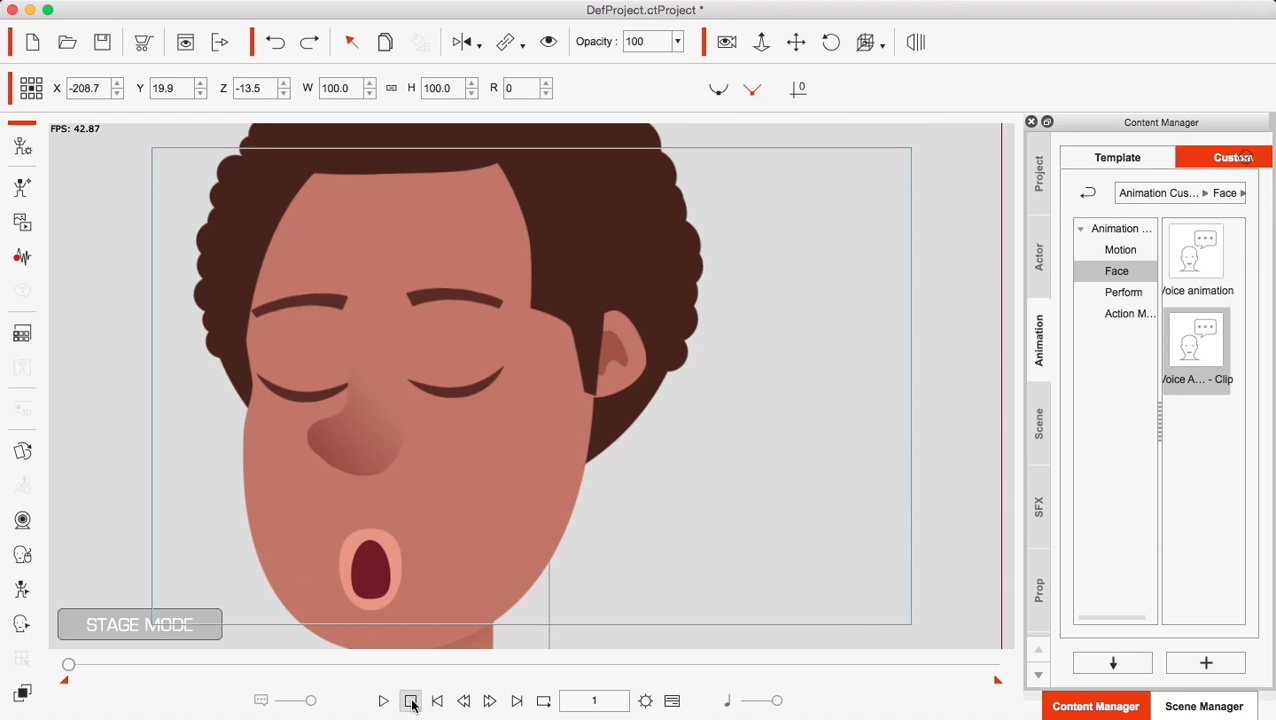 DefProject.ctProject *
Opacity : 100
X -208.7 Y 19.9 Z -13.5 W 100.0 H 100.0 R 0
0
FPS: 42.87
Content Manager
Template Custom
Animation Cus... Face
Animation ...
Motion
Face
Perform
Action M...
Voice animation
Voice A... - Clip
Project
Actor
Animation
Scene
SFX
Prop
STAGE MODE
1
Content Manager Scene Manager